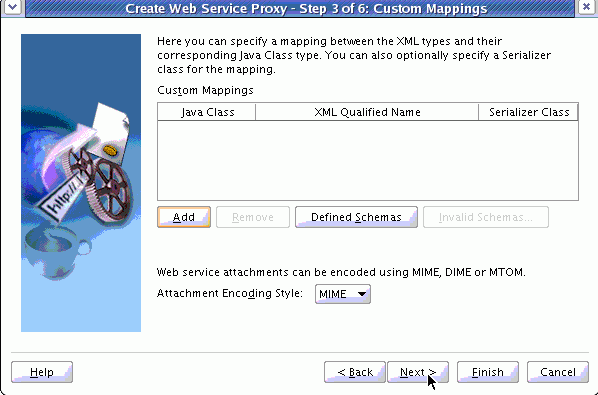 Create Web Service Proxy - Step 3 of 6: Custom Mappings
Here you can specify a mapping between the XML types and their
corresponding Java Class type. You can also optionally specify a Serializer
class for the mapping.
Custom Mappings
Java Class XML Qualified Name Serializer Class
http://.
Add Remove Defined Schemas Invalid Schemas...
Web service attachments can be encoded using MIME, DIME or MTOM.
Attachment Encoding Style: MIME
Help < Back Next > Finish Cancel